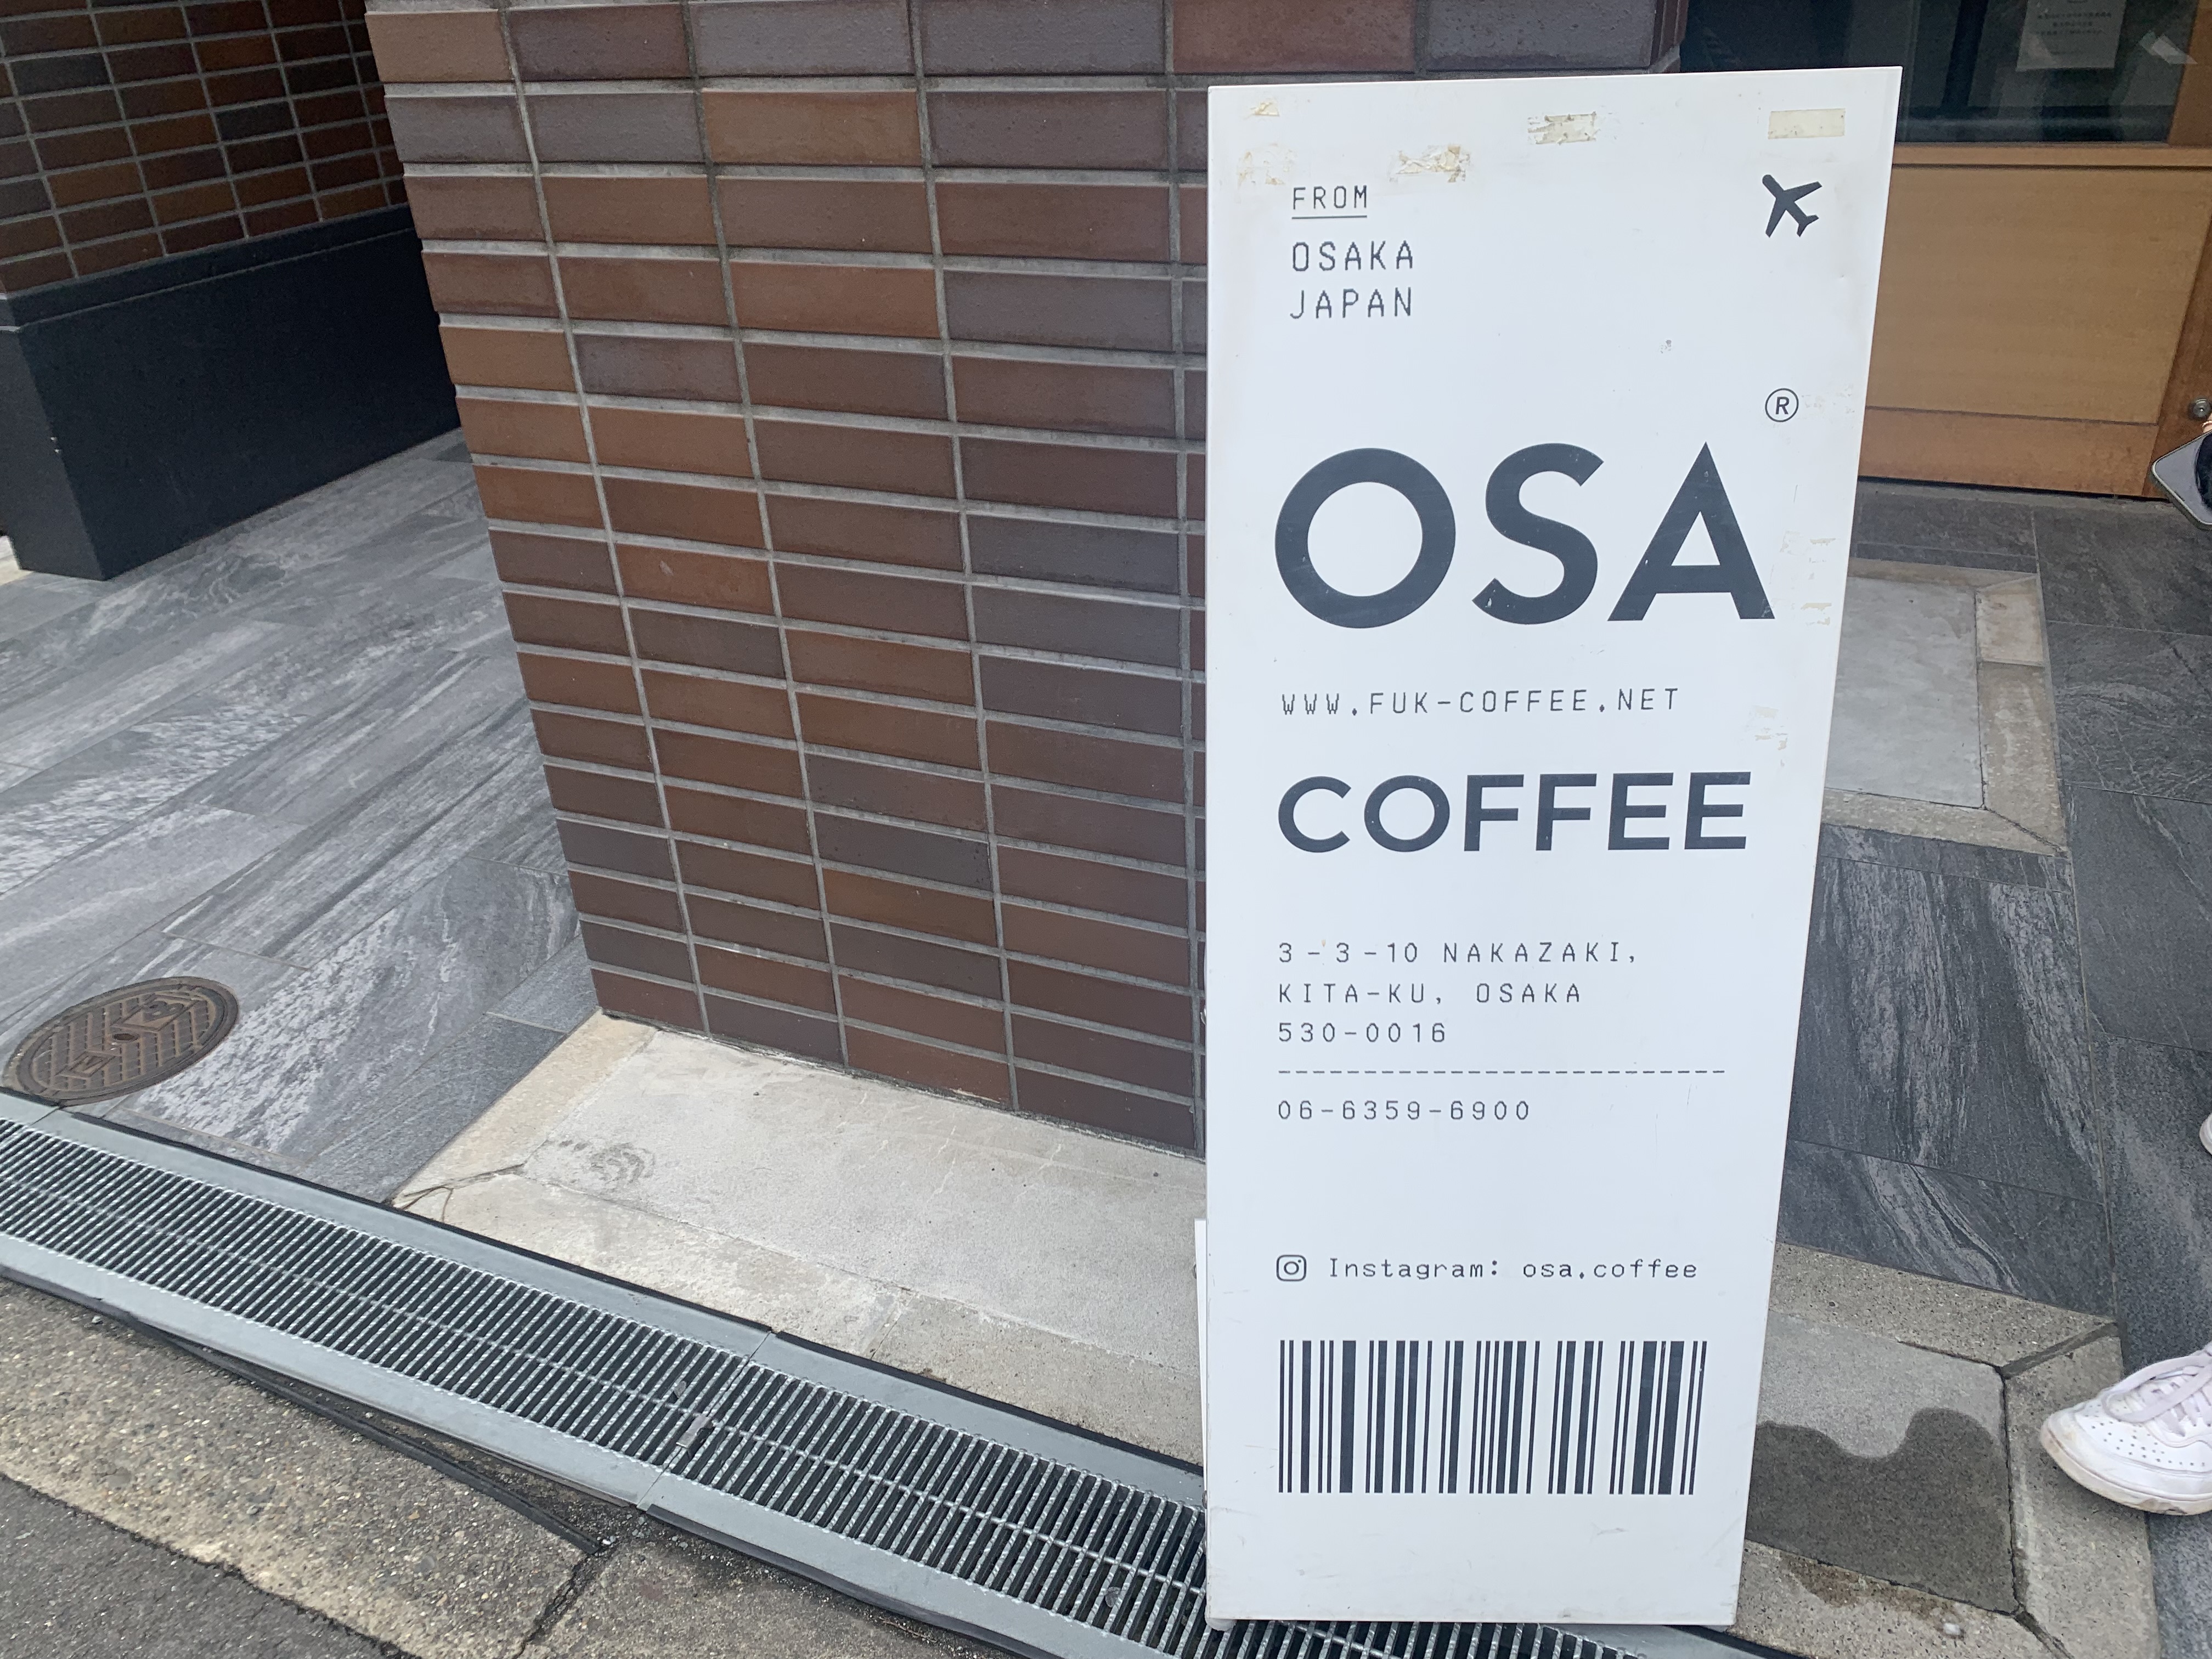 FROM
OSAKA
JAPAN
®
OSA
WWW.FUK-COFFEE.NET
COFFEE
3-3-10 NAKAZAKI,
KITA-KU, OSAKA
530-0016
06-6359-6900
Instagram: osa.coffee